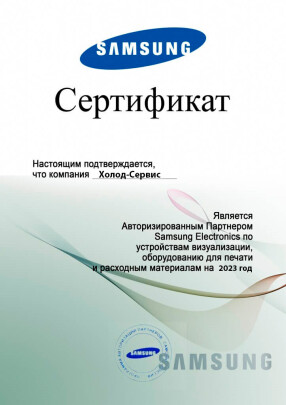 SAMSUNG
Сертификат
Настоящим подтверждается,
что компания Холод-Сервис
Является
Авторизированным Партнером
Samsung Electronics по
устройствам визуализации,
оборудованию для печати
и расходным материалам на 2023 год
SAMSUNG
SAMSUNG